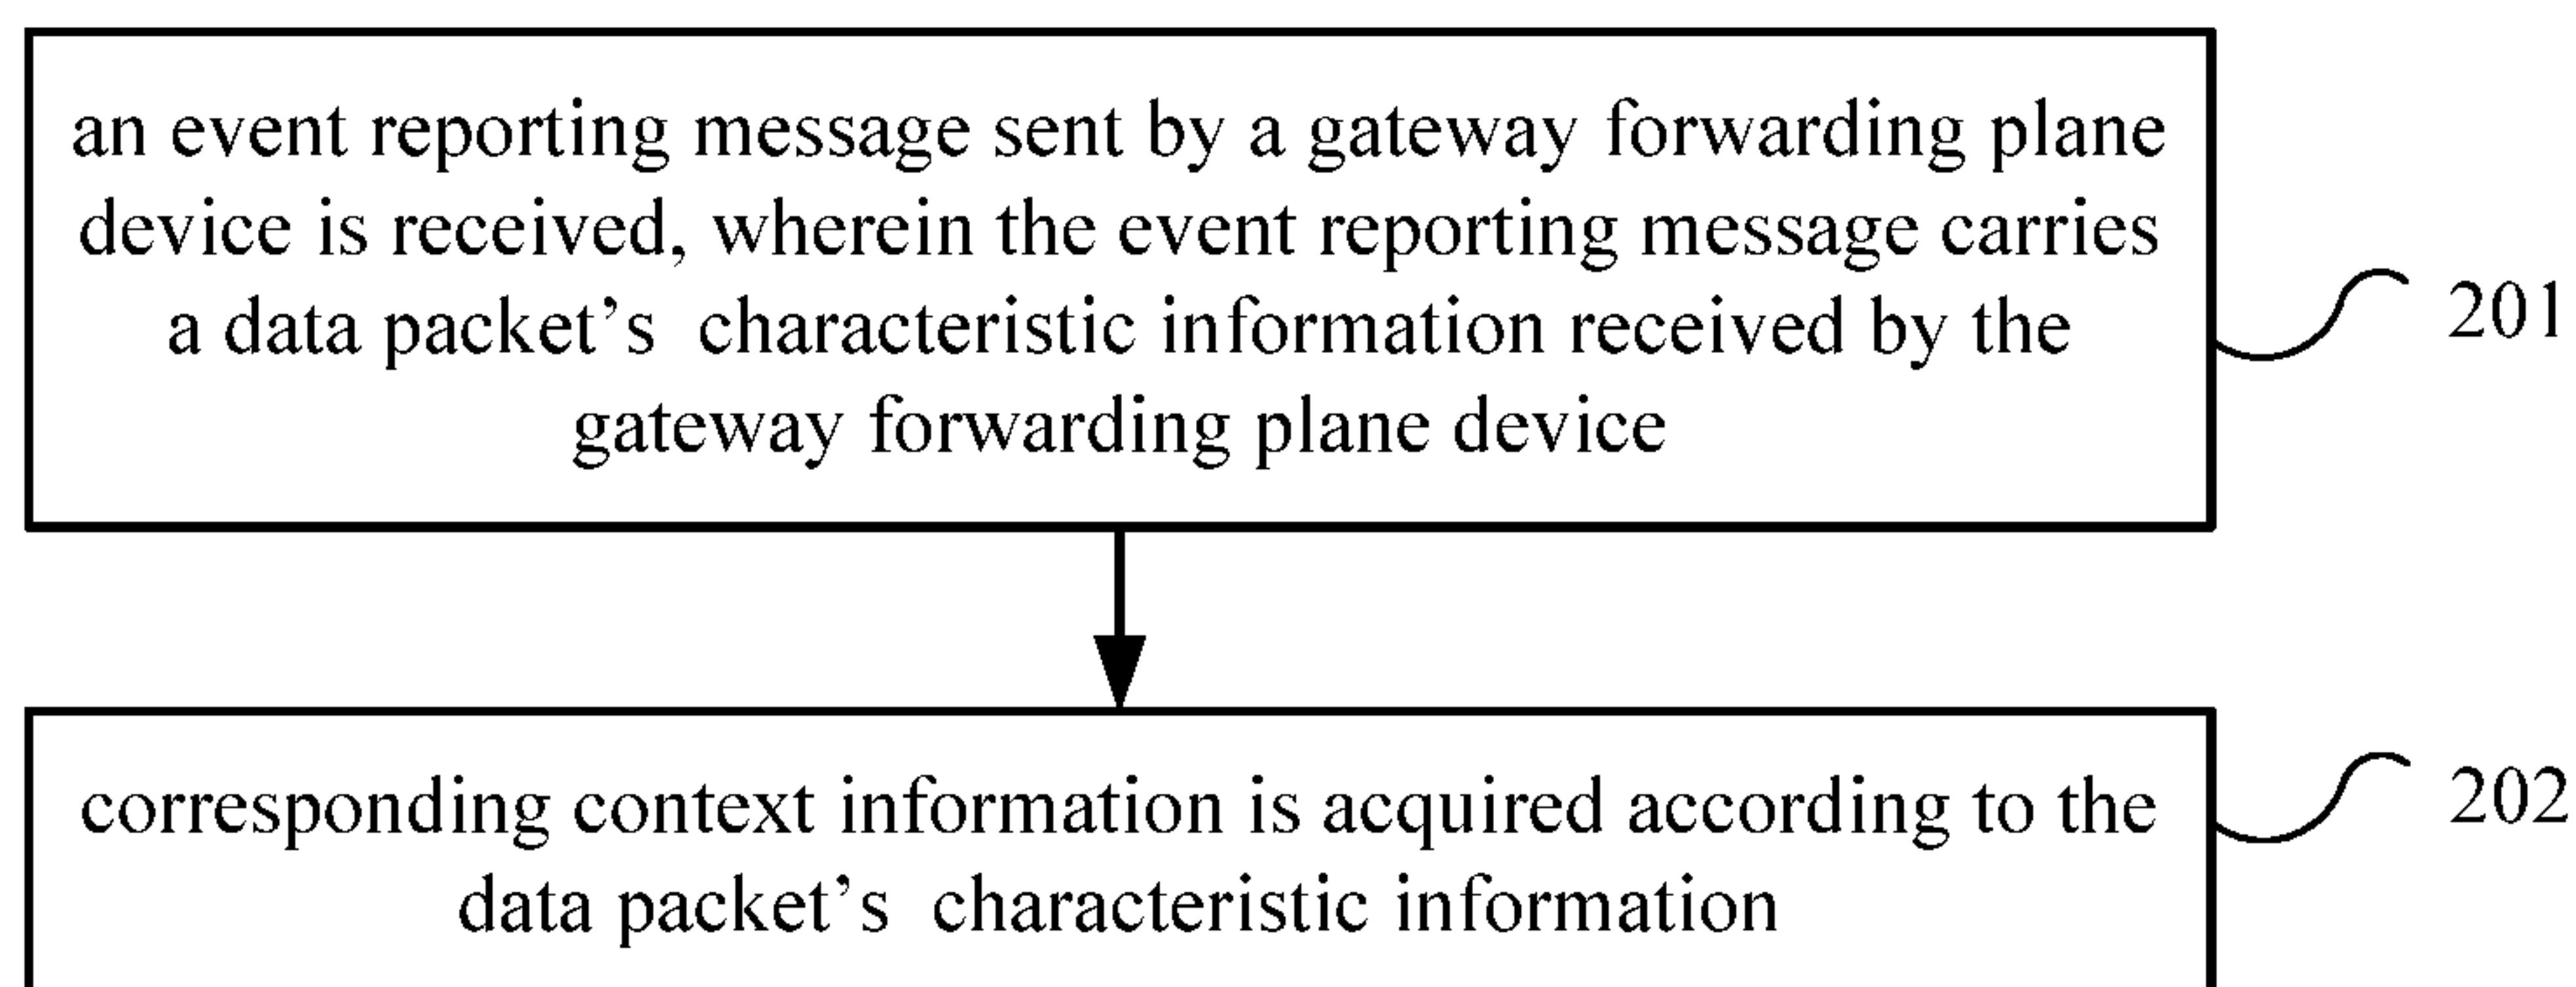 an event reporting message sent by a gateway forwarding plane
device is received, wherein the event reporting message carries
a data packet’s characteristic information received by the
gateway forwarding plane device
201
corresponding context information is acquired according to the
data packet’s characteristic information
202